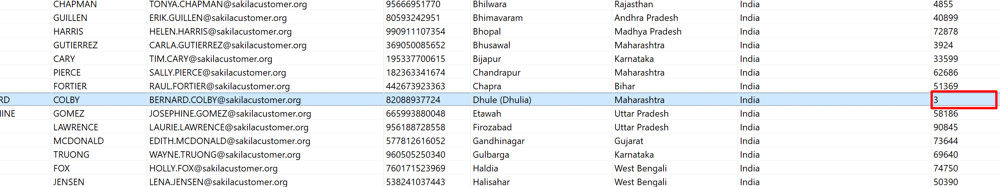 CHAPMAN TONYA.CHAPMAN@sakilacustomer.org 95666951770 Bhilwara Rajasthan India 4855
GUILLEN ERIK.GUILLEN@sakilacustomer.org 80593242951 Bhimavaram Andhra Pradesh India 40899
HARRIS HELEN.HARRIS@sakilacustomer.org 990911107354 Bhopal Madhya Pradesh India 72878
GUTIERREZ CARLA.GUTIERREZ@sakilacustomer.org 369050085652 Bhusawal Maharashtra India 3924
CARY TIM.CARY@sakilacustomer.org 195337700615 Bijapur Karnataka India 33599
PIERCE SALLY.PIERCE@sakilacustomer.org 182363341674 Chandrapur Maharashtra India 62686
FORTIER RAUL.FORTIER@sakilacustomer.org 442673923363 Chapra Bihar India 51369
RD COLBY BERNARD.COLBY@sakilacustomer.org 82088937724 Dhule (Dhulia) Maharashtra India 3
INE GOMEZ JOSEPHINE.GOMEZ@sakilacustomer.org 665993880048 Etawah Uttar Pradesh India 58186
LAWRENCE LAURIE.LAWRENCE@sakilacustomer.org 956188728558 Firozabad Uttar Pradesh India 90845
MCDONALD EDITH.MCDONALD@sakilacustomer.org 577812616052 Gandhinagar Gujarat India 73644
TRUONG WAYNE.TRUONG@sakilacustomer.org 960505250340 Gulbarga Karnataka India 69640
FOX HOLLY.FOX@sakilacustomer.org 760171523969 Haldia West Bengali India 74750
JENSEN LENA.JENSEN@sakilacustomer.org 538241037443 Halisahar West Bengali India 50390